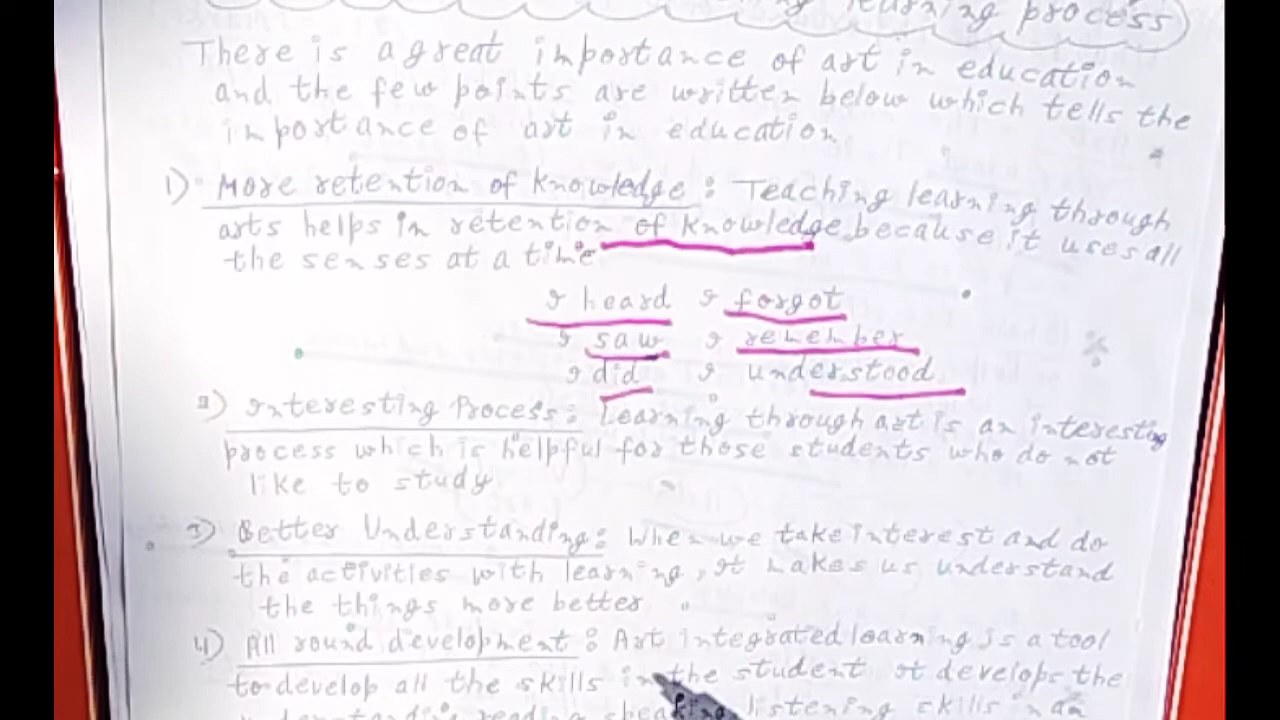 learning process
There is a great importance of art in education
and the few points are written below which tells the
importance of art in education
1) More retention of knowledge : Teaching learning through
arts helps in retention of knowledge because it uses all
the senses at a time
I heard I forgot
I saw I remember
I did I understood
2) Interesting Process : Learning through art is an interesting
process which is helpful for those students who do not
like to study
3) Better Understanding : When we take interest and do
the activities with learning, It makes us understand
the things more better
4) All round development : Art integrated learning is a tool
to develop all the skills in the student It develops the
reading listening skills